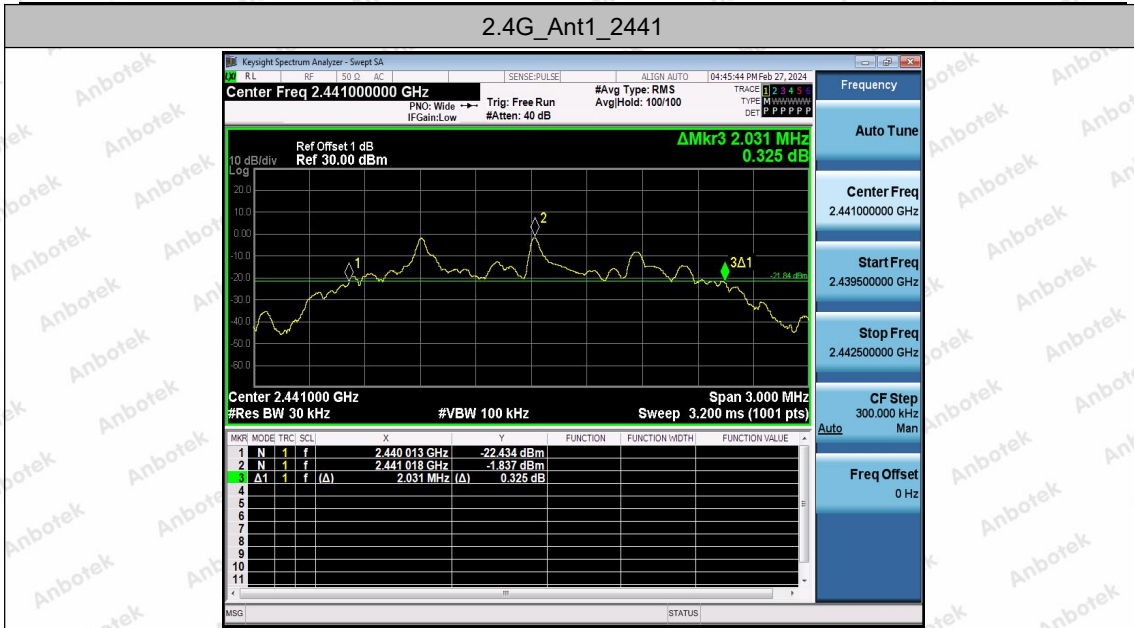 2.4G_Ant1_2441
Keysight Spectrum Analyzer - Swept SA
RL RF 50 Ω AC SENSE:PULSE ALIGN AUTO 04:45:44 PM Feb 27, 2024
Center Freq 2.441000000 GHz
PNO: Wide
IFGain:Low
Trig: Free Run
#Atten: 40 dB
#Avg Type: RMS
Avg|Hold: 100/100
TRACE 1 2 3 4 5 6
TYPE M W W W W W
DET P P P P P P
Frequency
Auto Tune
Center Freq
2.441000000 GHz
Start Freq
2.439500000 GHz
Stop Freq
2.442500000 GHz
CF Step
300.000 kHz
Auto Man
Freq Offset
0 Hz
ΔMkr3 2.031 MHz
0.325 dB
Ref Offset 1 dB
10 dB/div Ref 30.00 dBm
Log
20.0
10.0
0.00
-10.0
-20.0
-30.0
-40.0
-50.0
-60.0
1
2
3Δ1
-21.84 dBm
Center 2.441000 GHz Span 3.000 MHz
#Res BW 30 kHz #VBW 100 kHz Sweep 3.200 ms (1001 pts)
MKR MODE TRC SCL X Y FUNCTION FUNCTION WIDTH FUNCTION VALUE
1 N 1 f 2.440 013 GHz -22.434 dBm
2 N 1 f 2.441 018 GHz -1.837 dBm
3 Δ1 1 f (Δ) 2.031 MHz (Δ) 0.325 dB
4
5
6
7
8
9
10
11
MSG STATUS
Anbotek